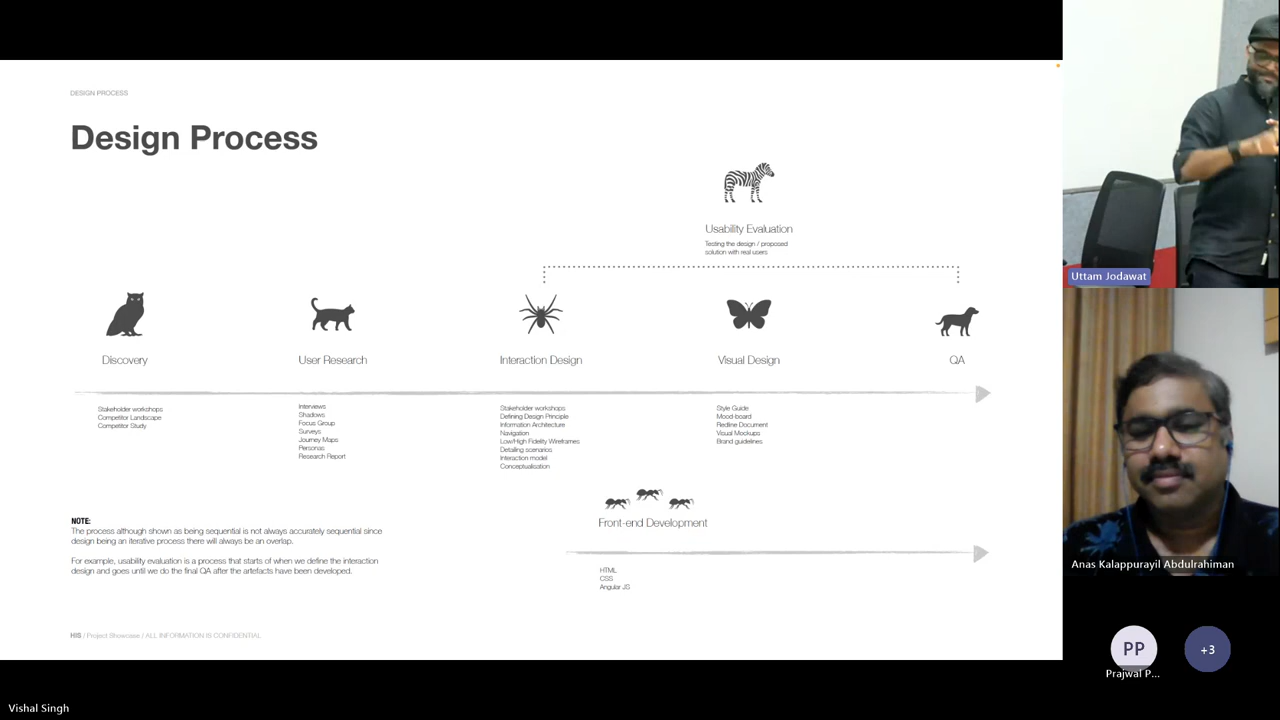 DESIGN PROCESS
Design Process
Usability Evaluation
Testing the design / proposed
solution with real users
Discovery
User Research
Interaction Design
Visual Design
QA
Stakeholder workshops
Competitor Landscape
Competitor Study
Interviews
Shadows
Focus Group
Surveys
Journey Maps
Personas
Research Report
Stakeholder workshops
Defining Design Principle
Information Architecture
Navigation
Low/High Fidelity Wireframes
Detailing scenarios
Interaction model
Conceptualisation
Style Guide
Mood-board
Redline Document
Visual Mockups
Brand guidelines
Front-end Development
HTML
CSS
Angular JS
NOTE:
The process although shown as being sequential is not always accurately sequential since
design being an iterative process there will always be an overlap.
For example, usability evaluation is a process that starts of when we define the interaction
design and goes until we do the final QA after the artefacts have been developed.
HIS / Project Showcase / ALL INFORMATION IS CONFIDENTIAL
Vishal Singh
Uttam Jodawat
Anas Kalappurayil Abdulrahiman
PP
Prajwal P...
+3